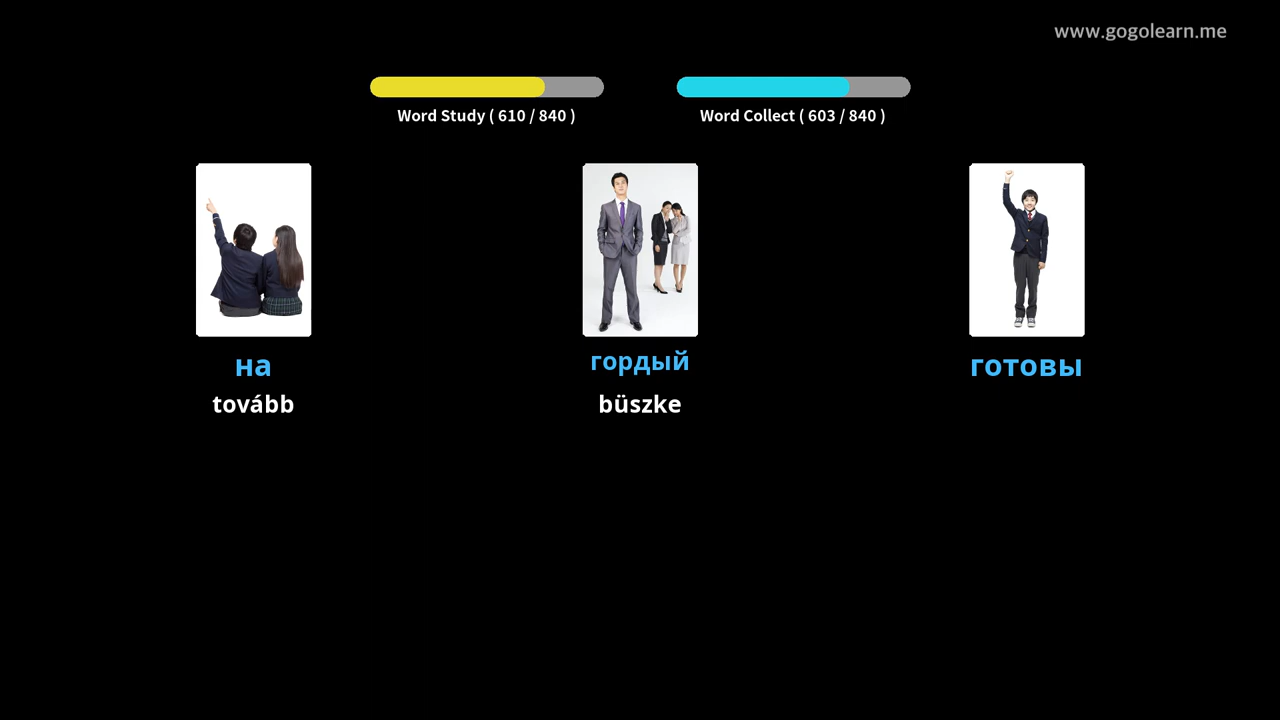 www.gogolearn.me
Word Study ( 610 / 840 )
Word Collect ( 603 / 840 )
на
гордый
готовы
tovább
büszke